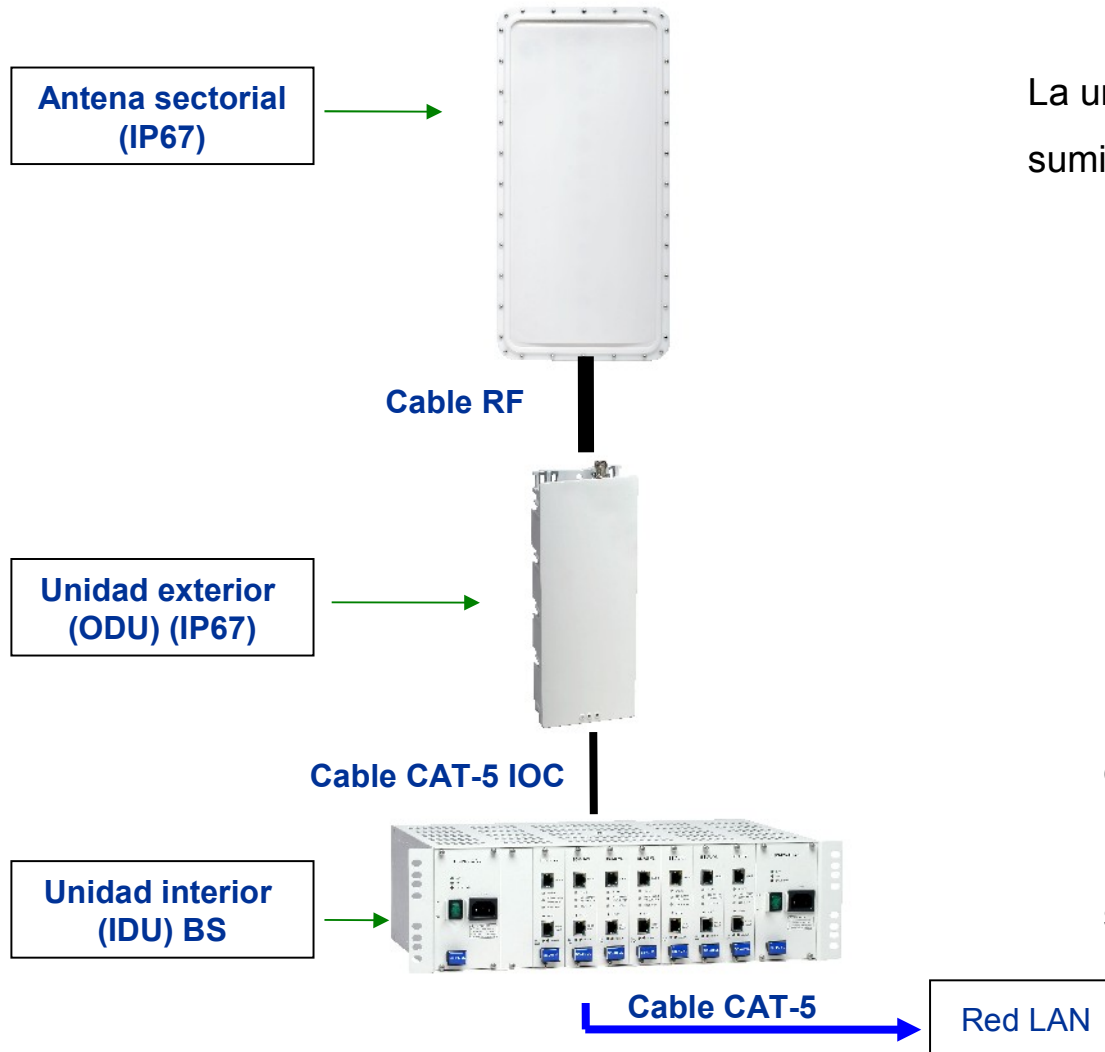 Antena sectorial
(IP67)
La
Cable RF
Unidad exterior
(ODU) (IP67)
Cable CAT-5 IOC
Unidad interior
(IDU) BS
Cable CAT-5
Red LAN